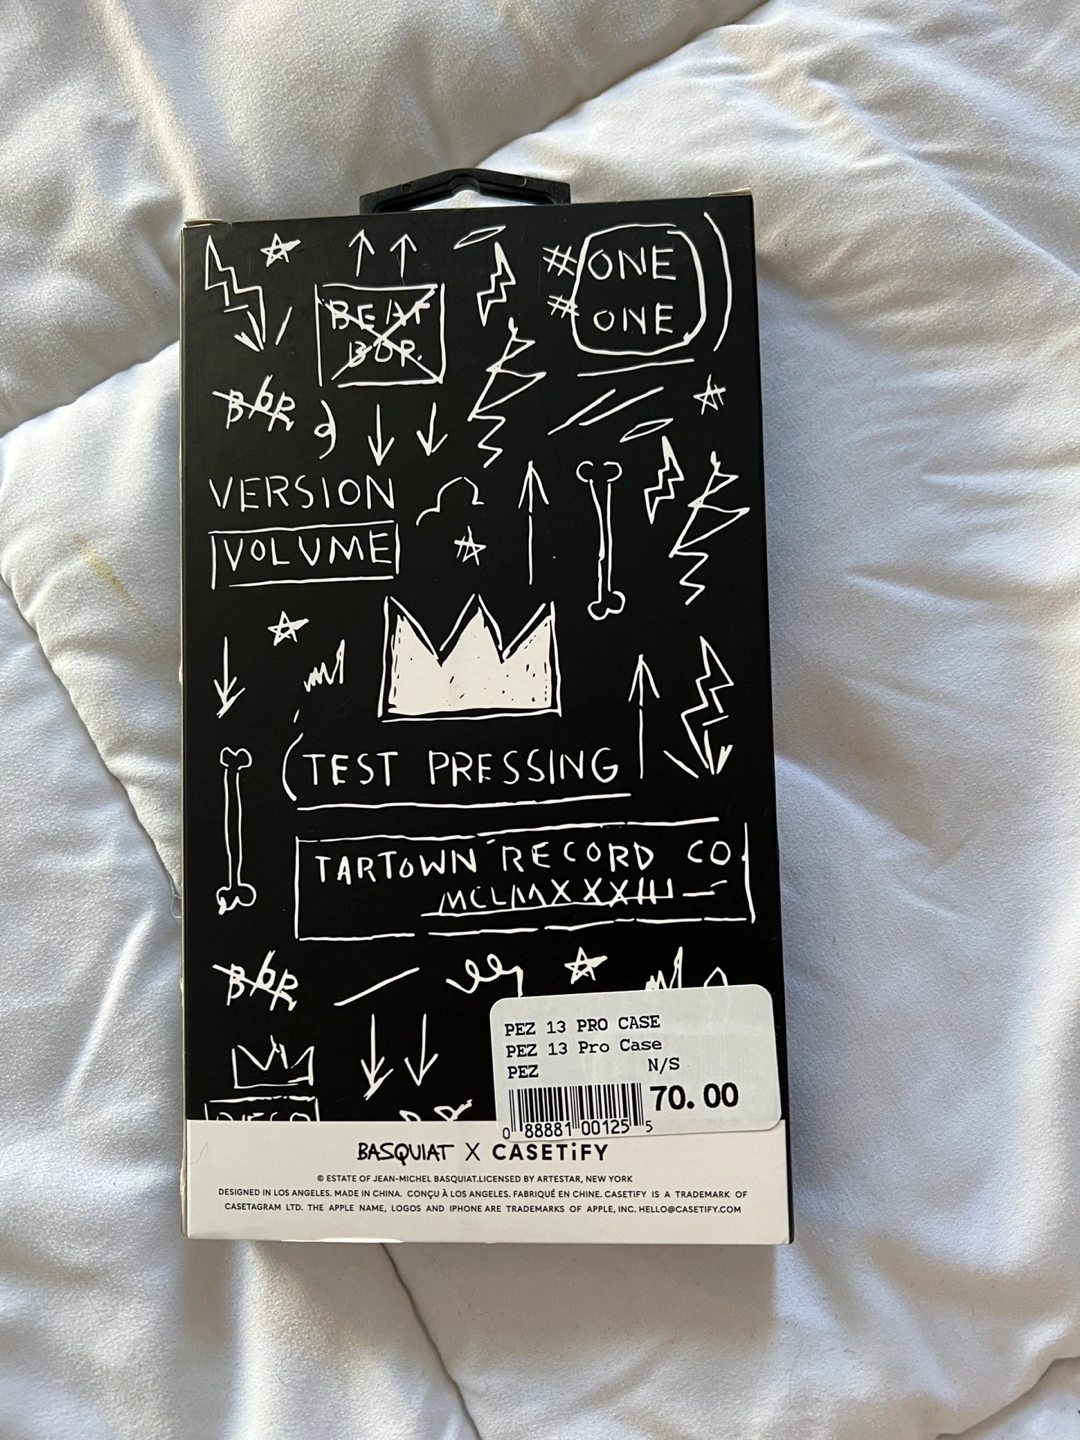 #ONE
#ONE
BEAT
BOP.
BOR
VERSION
VOLUME
TEST PRESSING
TARTOWN RECORD CO.
MCLMXXXIII
BOR
PEZ 13 PRO CASE
PEZ 13 Pro Case
PEZ N/S
70.00
0 88881 00125 5
BASQUIAT X CASETiFY
© ESTATE OF JEAN-MICHEL BASQUIAT.LICENSED BY ARTESTAR, NEW YORK
DESIGNED IN LOS ANGELES. MADE IN CHINA. CONÇU À LOS ANGELES. FABRIQUÉ EN CHINE. CASETIFY IS A TRADEMARK OF
CASETAGRAM LTD. THE APPLE NAME, LOGOS AND IPHONE ARE TRADEMARKS OF APPLE, INC. HELLO@CASETIFY.COM